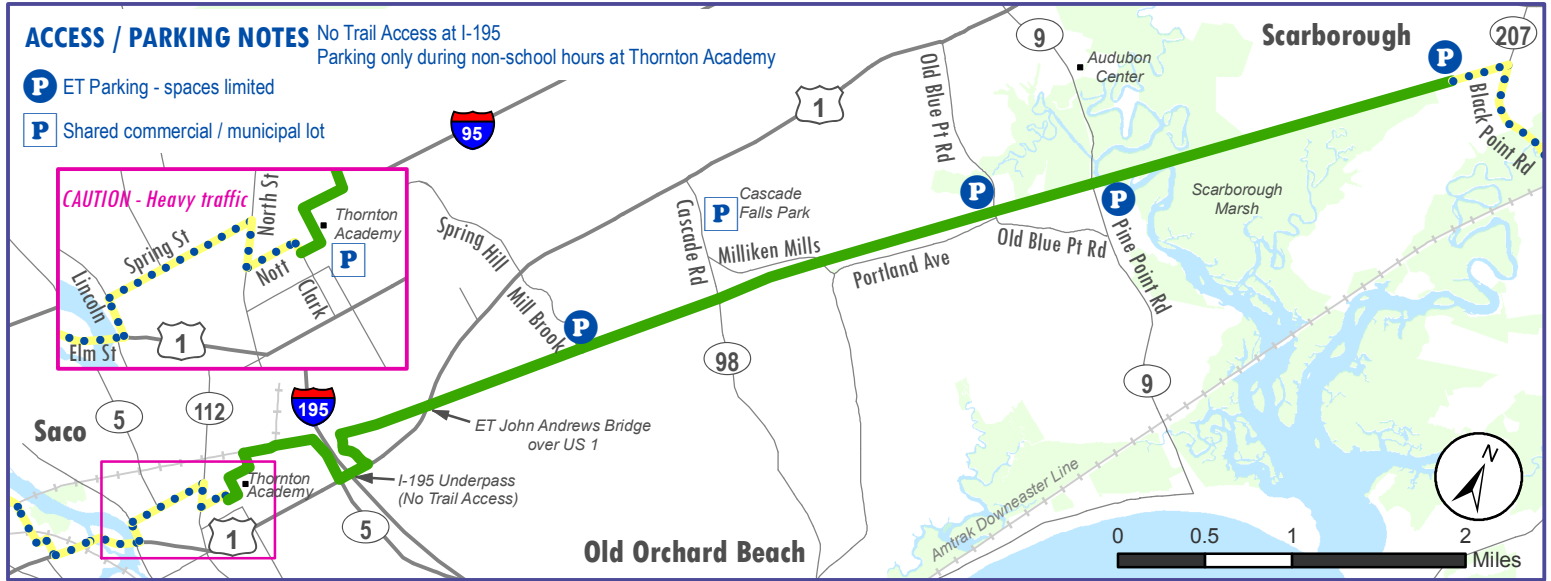 ACCESS / PARKING NOTES
No Trail Access at I-195
Parking only during non-school hours at Thornton Academy
P ET Parking - spaces limited
P Shared commercial / municipal lot
CAUTION - Heavy traffic
North St
Spring St
Lincoln
Elm St
Nott
Clark
Thornton
Academy
P
1
95
1
9
Audubon
Center
Scarborough
P
207
Black Point Rd
Old Blue Pt Rd
P
Cascade
Falls Park
Cascade Rd
Spring Hill
Mill Brook
P
Milliken Mills
Portland Ave
P
Old Blue Pt Rd
P
Pine Point Rd
Scarborough
Marsh
98
9
Saco
5
112
195
ET John Andrews Bridge
over US 1
I-195 Underpass
(No Trail Access)
Thornton
Academy
1
5
Old Orchard Beach
Amtrak Downeaster Line
N
0 0.5 1 2
Miles